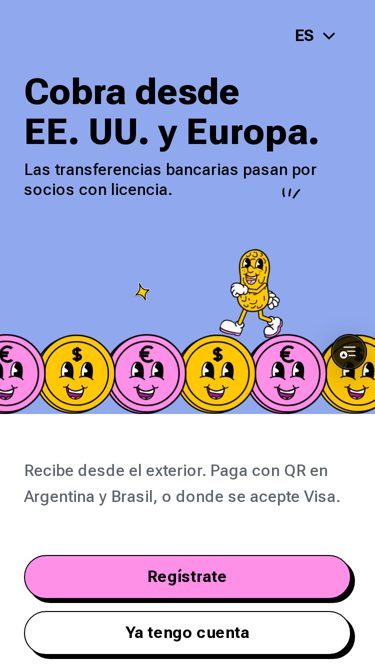 ES
Cobra desde
EE. UU. y Europa.
Las transferencias bancarias pasan por
socios con licencia.
€ $ € $ € $
Recibe desde el exterior. Paga con QR en
Argentina y Brasil, o donde se acepte Visa.
Regístrate
Ya tengo cuenta